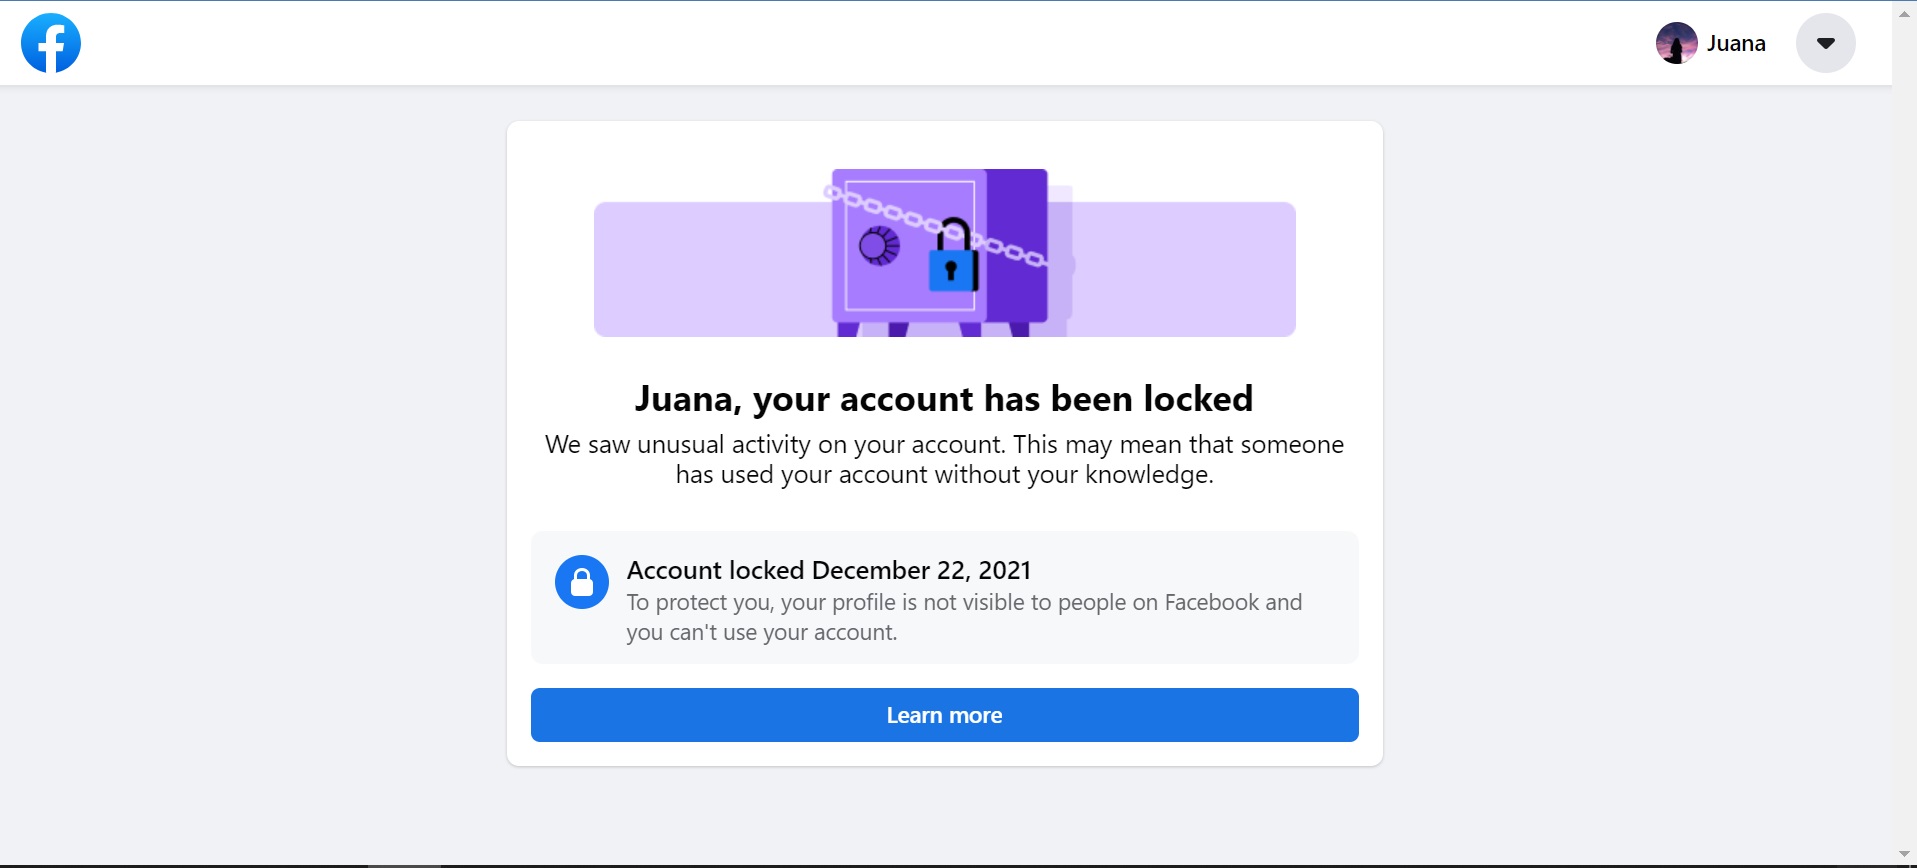 Juana
Juana, your account has been locked
We saw unusual activity on your account. This may mean that someone
has used your account without your knowledge.
Account locked December 22, 2021
To protect you, your profile is not visible to people on Facebook and
you can't use your account.
Learn more